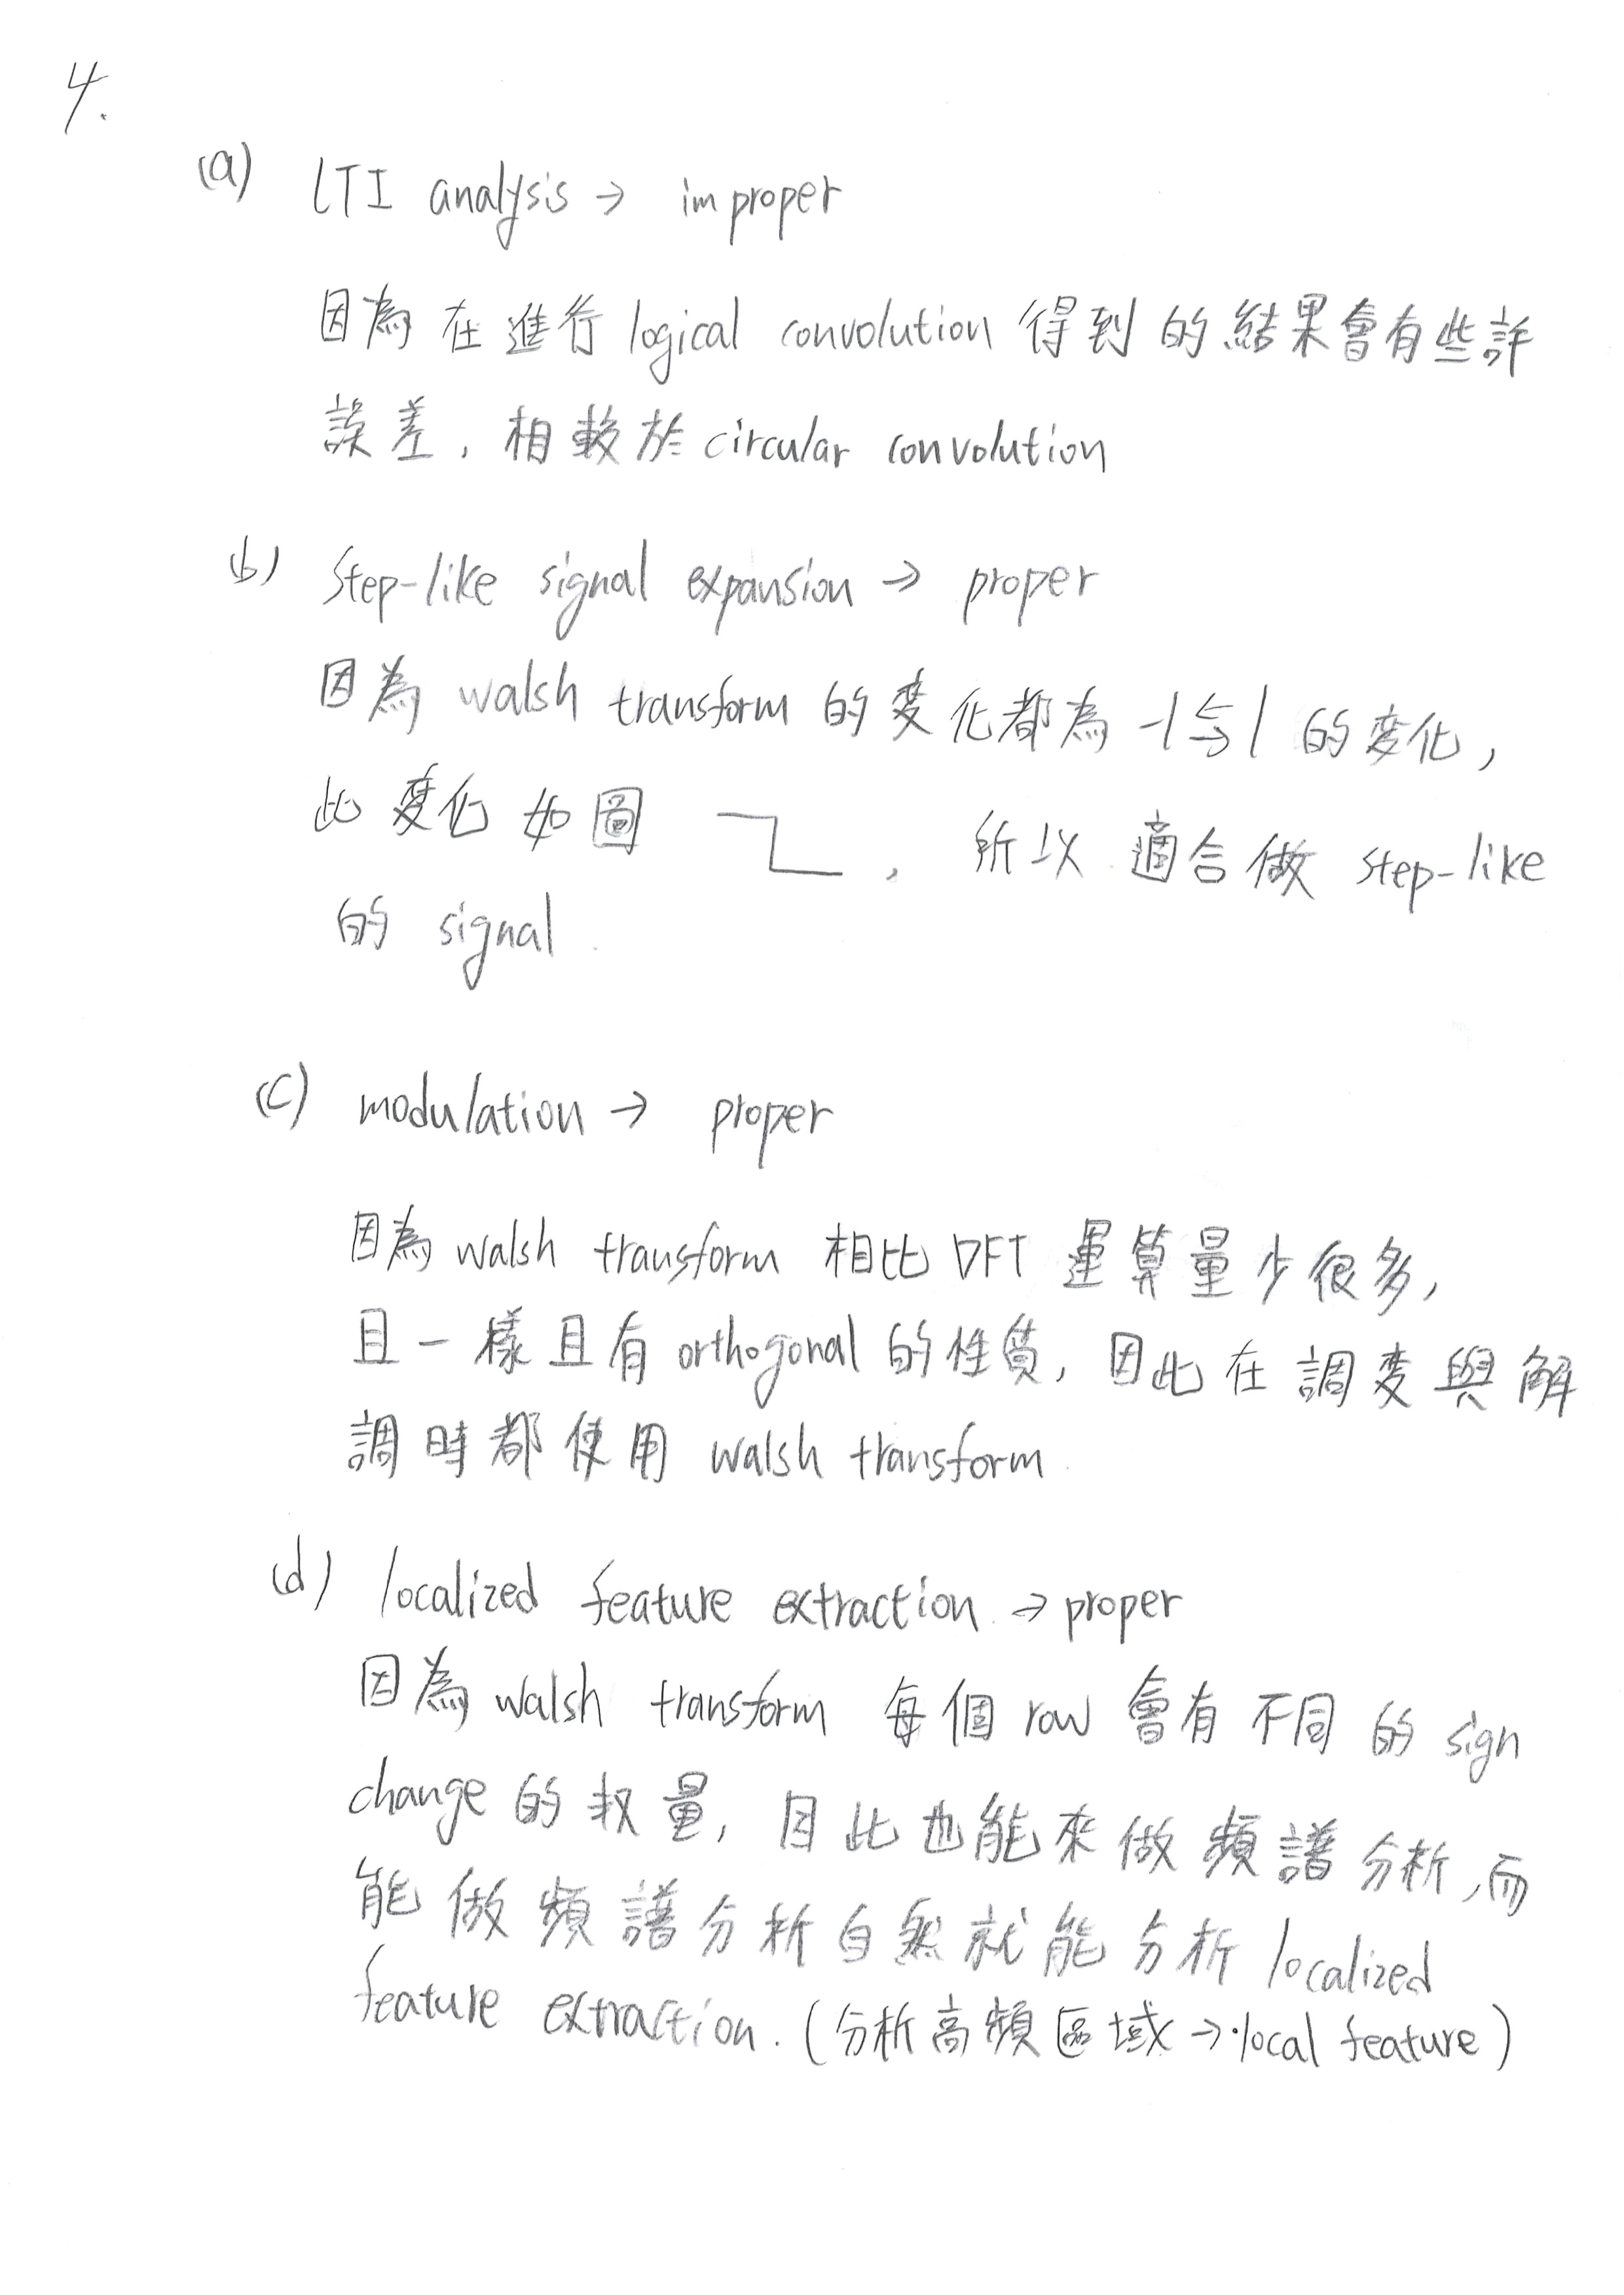 4.
(a) LTI analysis → improper
因為在進行 logical convolution 得到的結果會有些許
誤差，相較於 circular convolution
(b) step-like signal expansion → proper
因為 walsh transform 的變化都為 -1⇆1 的變化，
此變化如圖 ，所以適合做 step-like
的 signal.
(c) modulation → proper
因為 walsh transform 相比 DFT 運算量少很多，
且一樣且有 orthogonal 的性質，因此在調變與解
調時都使用 walsh transform.
(d) localized feature extraction → proper
因為 walsh transform 每個 row 會有不同的 sign
change 的权量，因此也能來做頻譜分析，而
能做頻譜分析自然就能分析 localized
feature extraction. (分析高頻區域 → local feature)